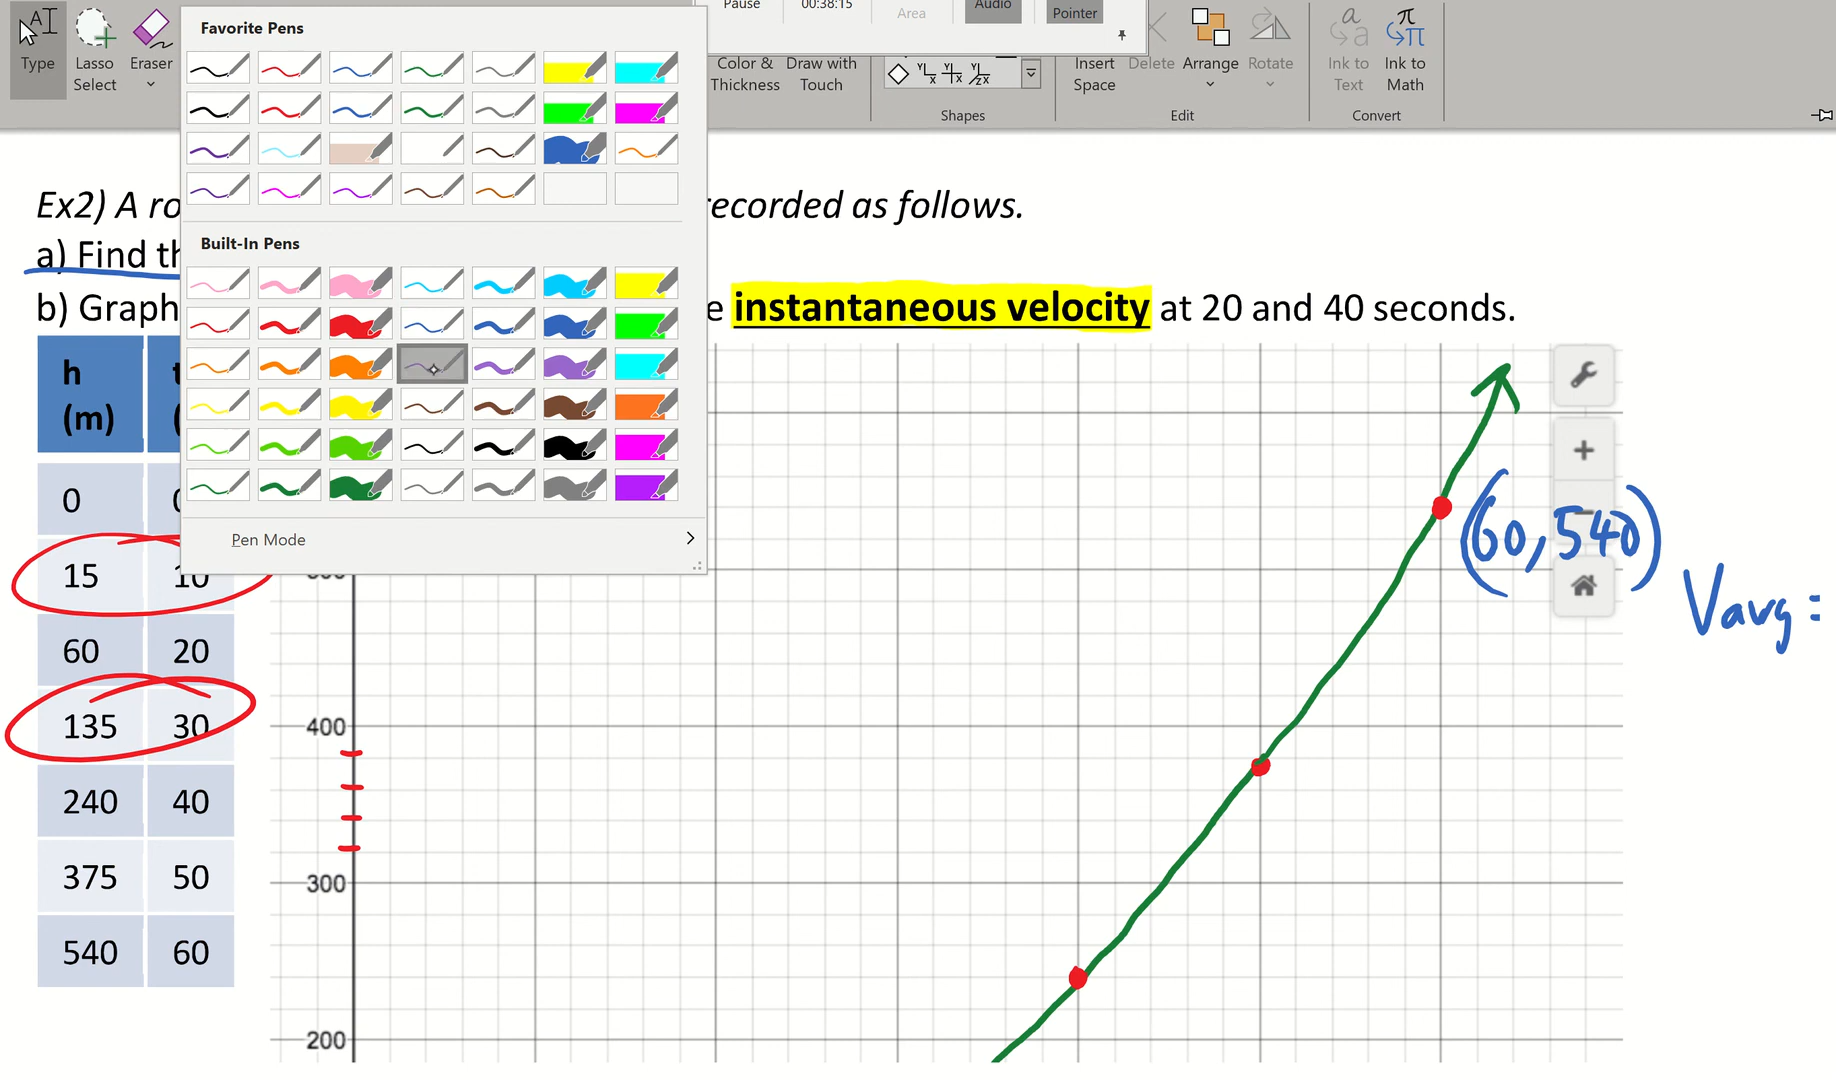 Pause 00:38:15 Area Audio Pointer
Type Lasso Select Eraser
Color & Thickness Draw with Touch
Insert Space Delete Arrange Rotate
Ink to Text Ink to Math
Shapes Edit Convert
Favorite Pens
Built-In Pens
Pen Mode
Ex2) A ro ecorded as follows.
a) Find th
b) Graph e instantaneous velocity at 20 and 40 seconds.
h (m) t (
0 0
15 10
60 20
135 30
240 40
375 50
540 60
400
300
200
(60, 540)
Vavg =